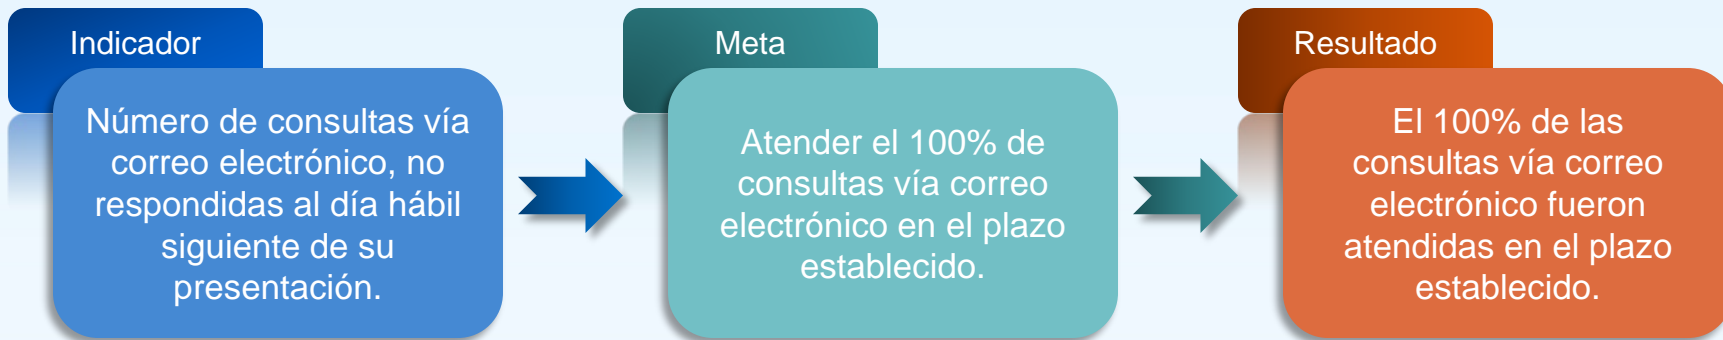 Indicador
Número de consultas vía
correo electrónico, no
respondidas al día hábil
siguiente de su
presentación.
Meta
Atender el 100% de
consultas vía correo
electrónico en el plazo
establecido.
Resultado
El 100% de las
consultas vía correo
electrónico fueron
atendidas en el plazo
establecido.